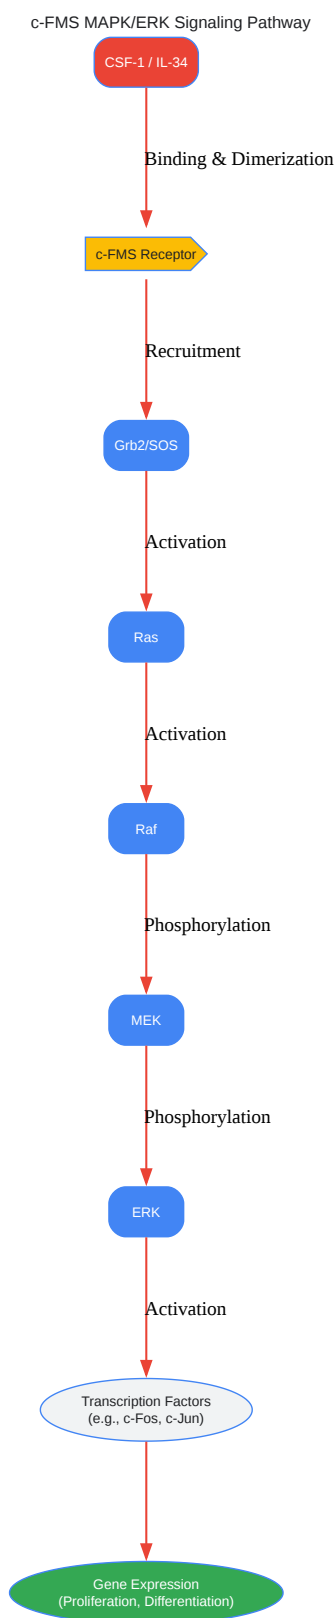 c-FMS MAPK/ERK Signaling Pathway
CSF-1 / IL-34
Binding & Dimerization
c-FMS Receptor
Recruitment
Grb2/SOS
Activation
Ras
Activation
Raf
Phosphorylation
MEK
Phosphorylation
ERK
Activation
Transcription Factors
(e.g., c-Fos, c-Jun)
Gene Expression
(Proliferation, Differentiation)